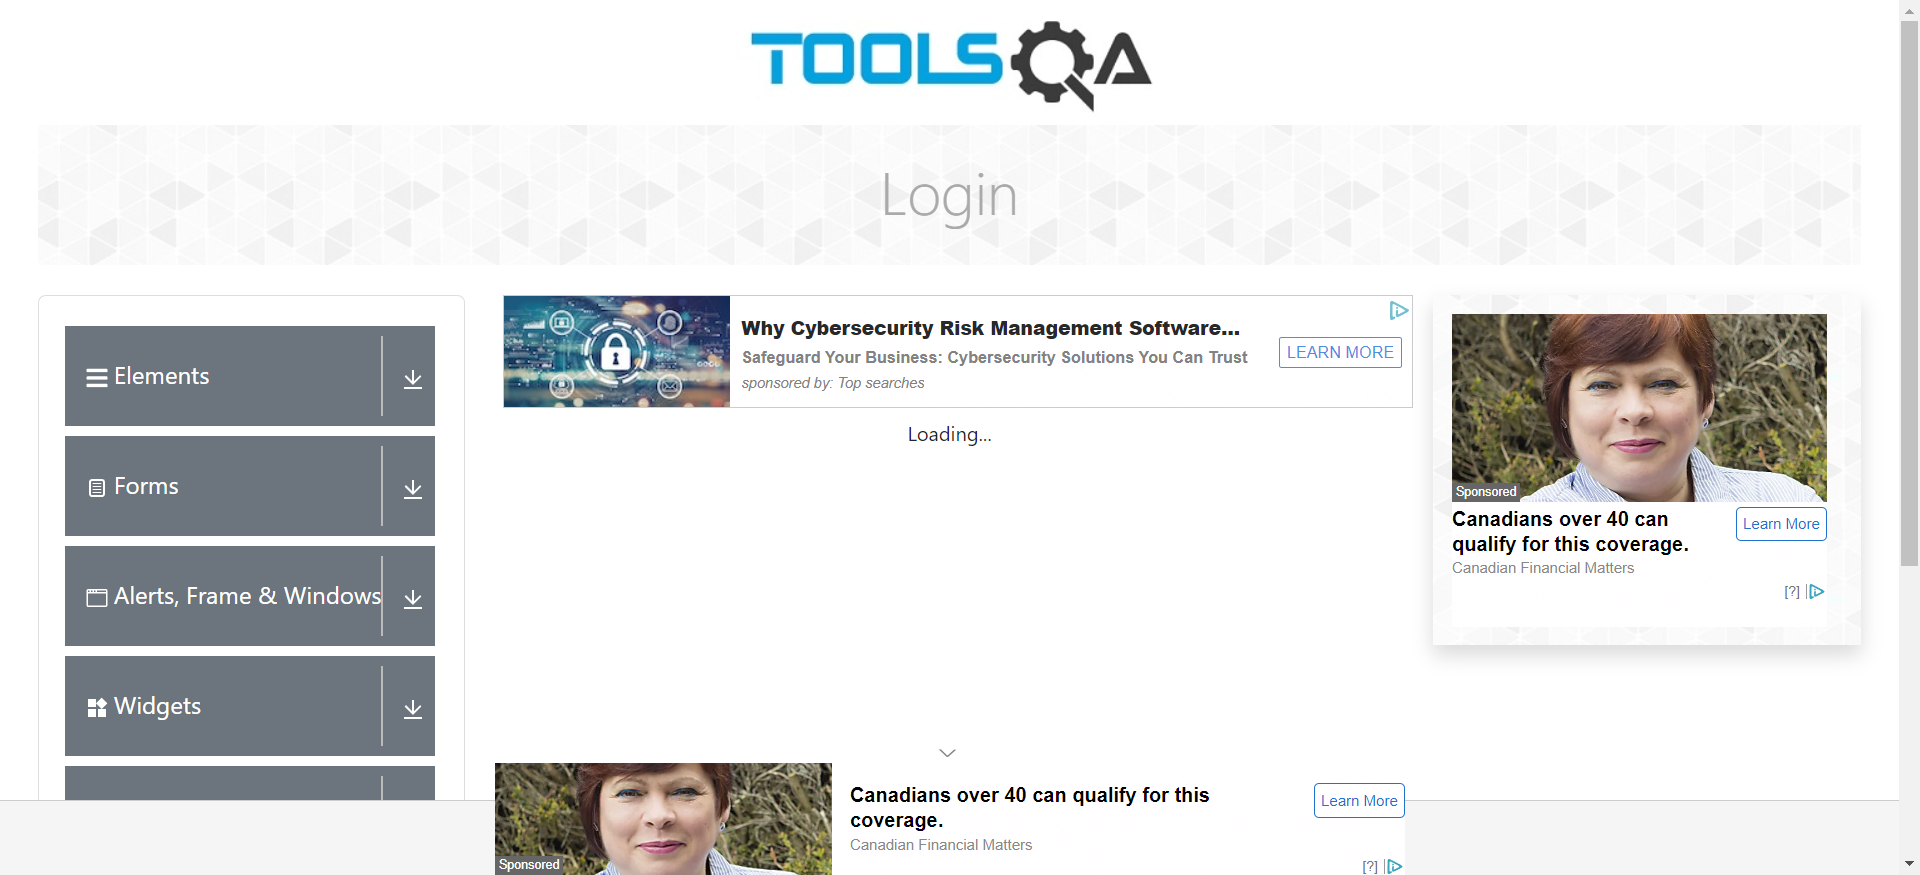 TOOLSQA
Login
Elements
Forms
Alerts, Frame & Windows
Widgets
Why Cybersecurity Risk Management Software...
Safeguard Your Business: Cybersecurity Solutions You Can Trust
sponsored by: Top searches
LEARN MORE
Loading...
Sponsored
Canadians over 40 can
qualify for this coverage.
Canadian Financial Matters
Learn More
[?]
Sponsored
Canadians over 40 can qualify for this
coverage.
Canadian Financial Matters
Learn More
[?]